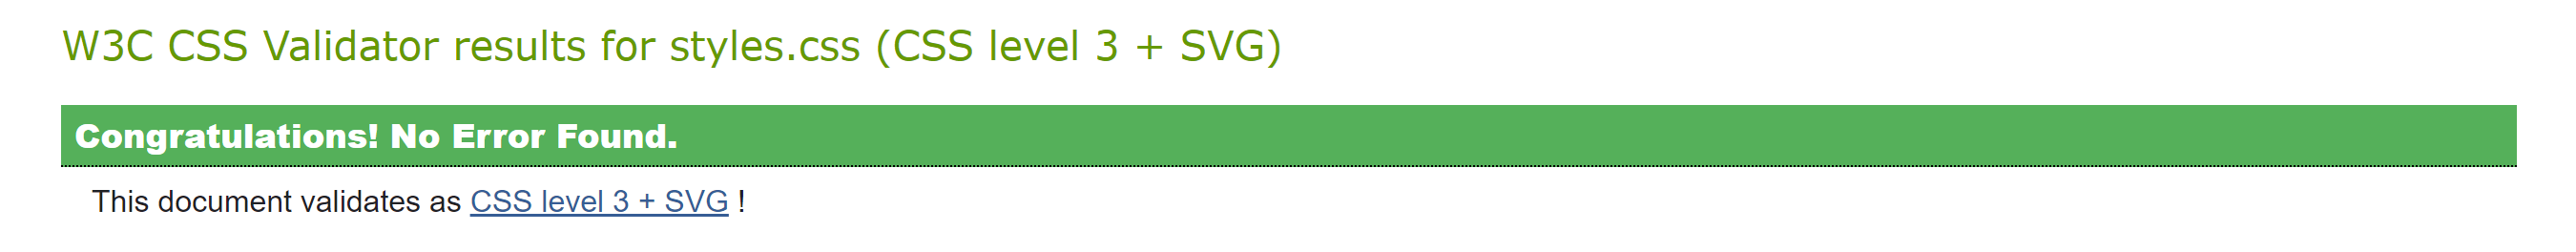 W3C CSS Validator results for styles.css (CSS level 3 + SVG)
Congratulations! No Error Found.
This document validates as CSS level 3 + SVG !